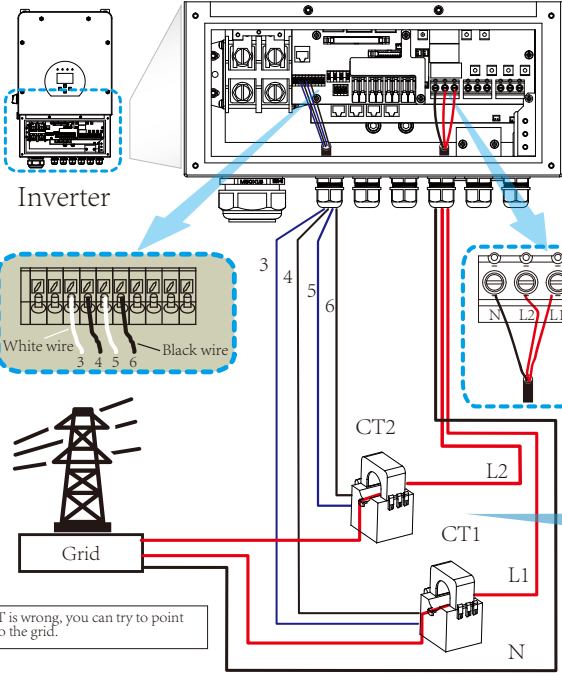 Inverter
3
4
5
6
White wire
Black wire
3 4 5 6
N L2 L1
CT2
L2
CT1
Grid
L1
T is wrong, you can try to point
o the grid.
N